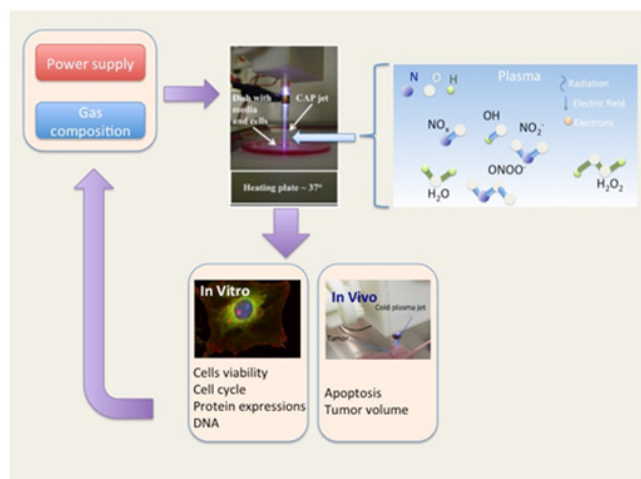 Power supply
Gas
composition
Dish with
media
and cells
CAP jet
Heating plate ~ 37°
N
O
H
Plasma
Radiation
Electric field
Electrons
NOx
OH
NO2-
ONOO-
H2O
H2O2
In Vitro
Cells viability
Cell cycle
Protein expressions
DNA
In Vivo
Cold plasma jet
Tumor
Apoptosis
Tumor volume